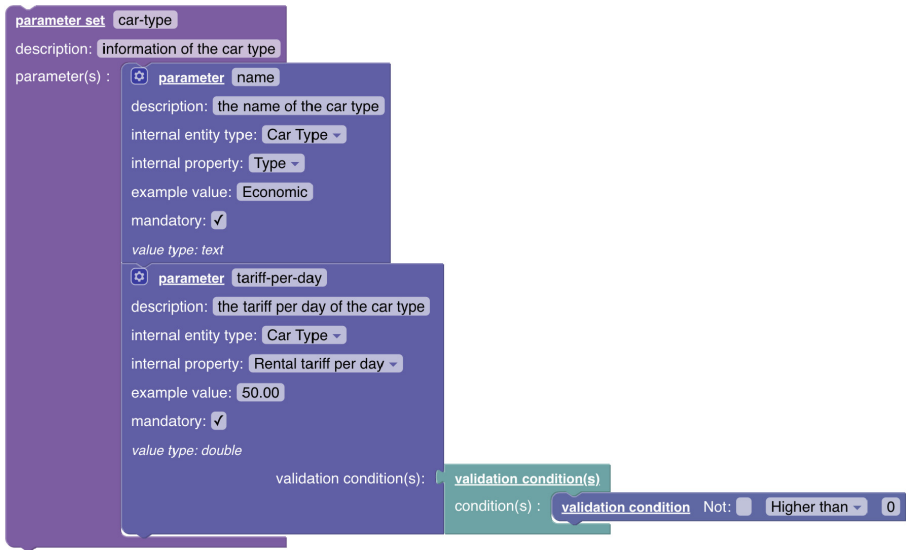 parameter set car-type
description: information of the car type
parameter(s) :
parameter name
description: the name of the car type
internal entity type: Car Type
internal property: Type
example value: Economic
mandatory: ✓
value type: text
parameter tariff-per-day
description: the tariff per day of the car type
internal entity type: Car Type
internal property: Rental tariff per day
example value: 50.00
mandatory: ✓
value type: double
validation condition(s): validation condition(s)
condition(s) : validation condition Not: Higher than 0